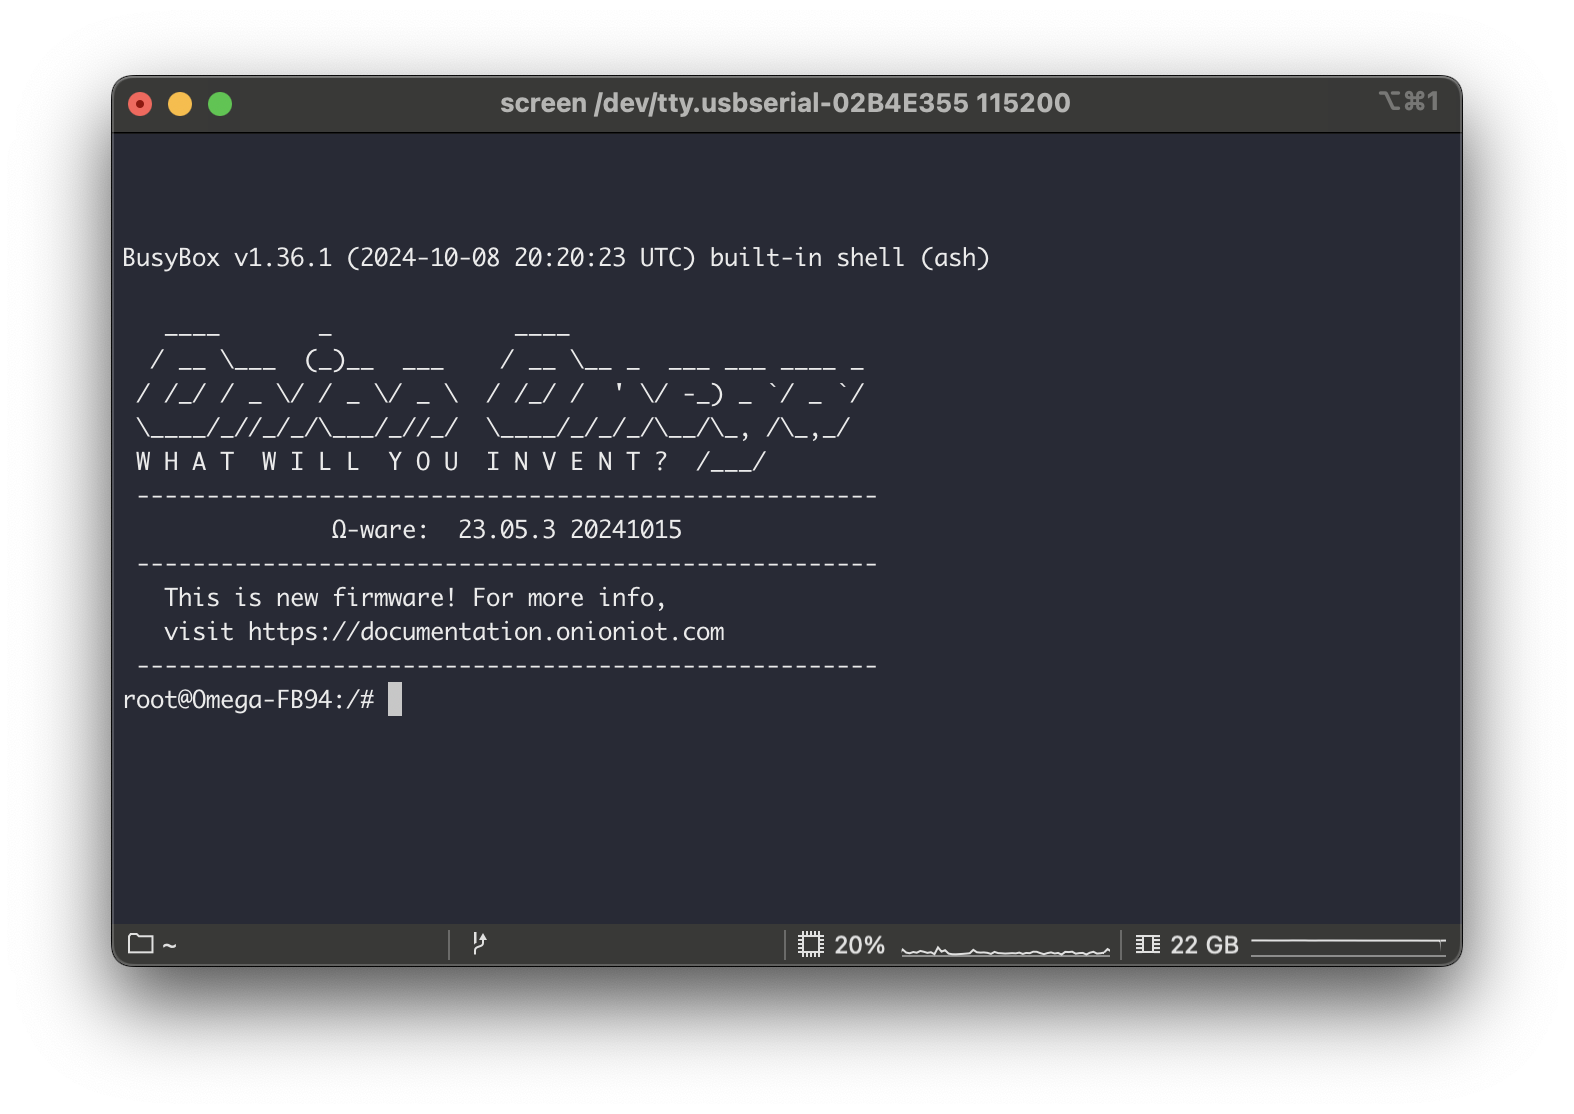 screen /dev/tty.usbserial-02B4E355 115200 ⌥⌘1
BusyBox v1.36.1 (2024-10-08 20:20:23 UTC) built-in shell (ash)
   ____       _             ____
  / __ \___  (_)__  ___    / __ \__ _  ___ ___ ____ _
 / /_/ / _ \/ / _ \/ _ \  / /_/ /  ' \/ -_) _ `/ _ `/
 \____/_//_/_/\___/_//_/  \____/_/_/_/\__/\_, /\_,_/
 W H A T  W I L L  Y O U  I N V E N T ?  /___/
 -----------------------------------------------------
               Ω-ware:  23.05.3 20241015
 -----------------------------------------------------
   This is new firmware! For more info,
   visit https://documentation.onioniot.com
 -----------------------------------------------------
root@Omega-FB94:/#
~ 20% 22 GB